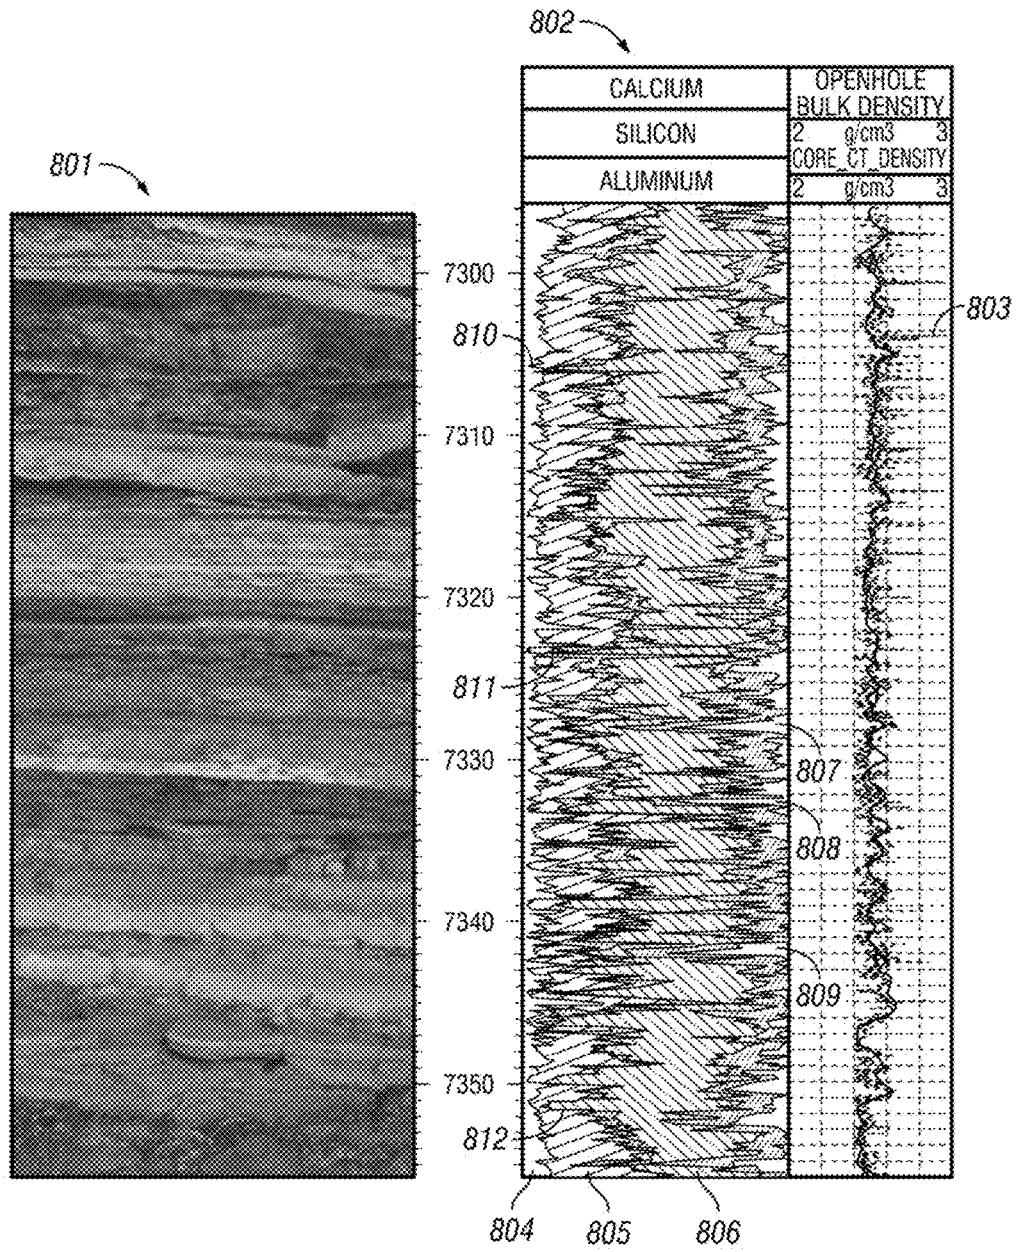 802
CALCIUM
OPENHOLE
BULK DENSITY
SILICON
2 g/cm3 3
CORE_CT_DENSITY
801
ALUMINUM
2 g/cm3 3
7300
803
810
7310
7320
811
7330
807
808
7340
809
7350
812
804
805
806